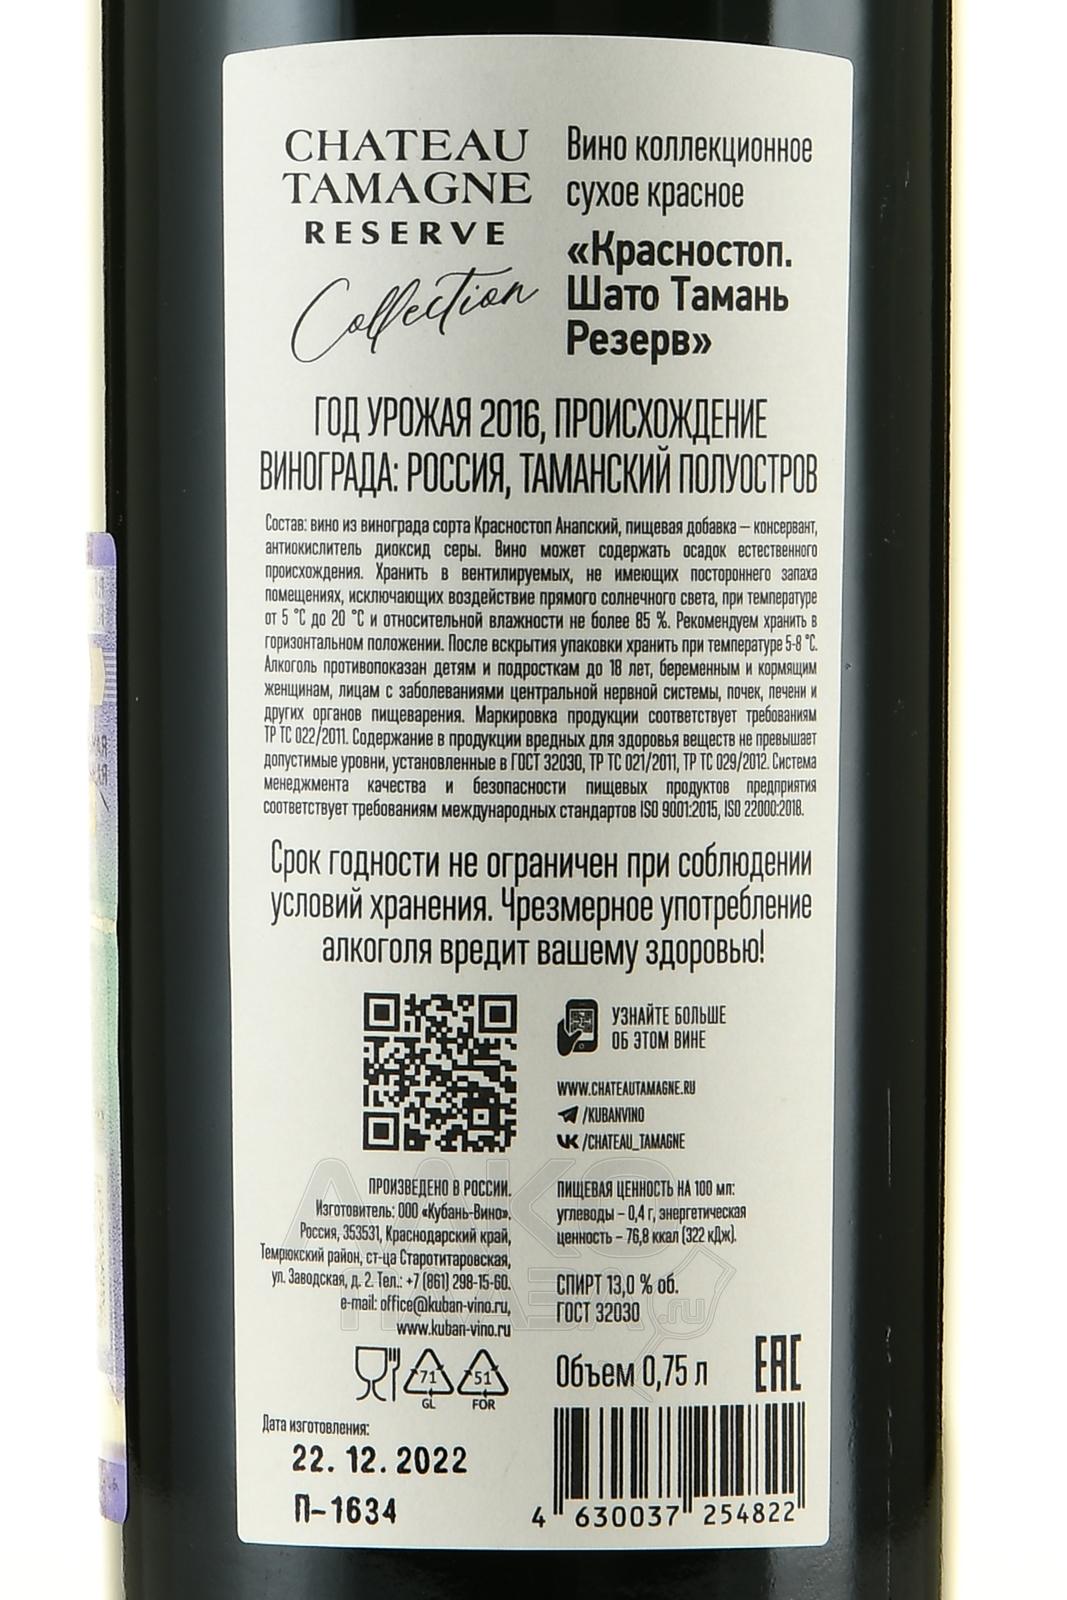 CHATEAU
TAMAGNE
RESERVE
Collection
Вино коллекционное
сухое красное
«Красностоп.
Шато Тамань
Резерв»
ГОД УРОЖАЯ 2016, ПРОИСХОЖДЕНИЕ
ВИНОГРАДА: РОССИЯ, ТАМАНСКИЙ ПОЛУОСТРОВ
Состав: вино из винограда сорта Красностоп Анапский, пищевая добавка – консервант,
антиокислитель диоксид серы. Вино может содержать осадок естественного
происхождения. Хранить в вентилируемых, не имеющих постороннего запаха
помещениях, исключающих воздействие прямого солнечного света, при температуре
от 5 °С до 20 °С и относительной влажности не более 85 %. Рекомендуем хранить в
горизонтальном положении. После вскрытия упаковки хранить при температуре 5-8 °С.
Алкоголь противопоказан детям и подросткам до 18 лет, беременным и кормящим
женщинам, лицам с заболеваниями центральной нервной системы, почек, печени и
других органов пищеварения. Маркировка продукции соответствует требованиям
ТР ТС 022/2011. Содержание в продукции вредных для здоровья веществ не превышает
допустимые уровни, установленные в ГОСТ 32030, ТР ТС 021/2011, ТР ТС 029/2012. Система
менеджмента качества и безопасности пищевых продуктов предприятия
соответствует требованиям международных стандартов ISO 9001:2015, ISO 22000:2018.
Срок годности не ограничен при соблюдении
условий хранения. Чрезмерное употребление
алкоголя вредит вашему здоровью!
УЗНАЙТЕ БОЛЬШЕ
ОБ ЭТОМ ВИНЕ
WWW.CHATEAUTAMAGNE.RU
/KUBANVINO
/CHATEAU_TAMAGNE
ПРОИЗВЕДЕНО В РОССИИ.
Изготовитель: ООО «Кубань-Вино».
Россия, 353531, Краснодарский край,
Темрюкский район, ст-ца Старотитаровская,
ул. Заводская, д. 2. Тел.: +7 (861) 298-15-60.
e-mail: office@kuban-vino.ru,
www.kuban-vino.ru
ПИЩЕВАЯ ЦЕННОСТЬ НА 100 мл:
углеводы – 0,4 г, энергетическая
ценность – 76,8 ккал (322 кДж).
СПИРТ 13,0 % об.
ГОСТ 32030
Объем 0,75 л
EAC
71
GL
51
FOR
Дата изготовления:
22.12.2022
П-1634
4 630037 254822